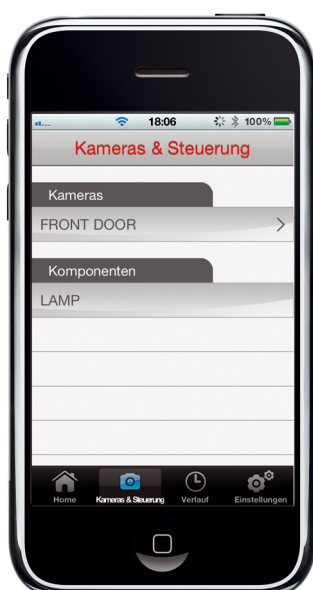 18:06 100%
Kameras & Steuerung
Kameras
FRONT DOOR
Komponenten
LAMP
Home Kameras & Steuerung Verlauf Einstellungen